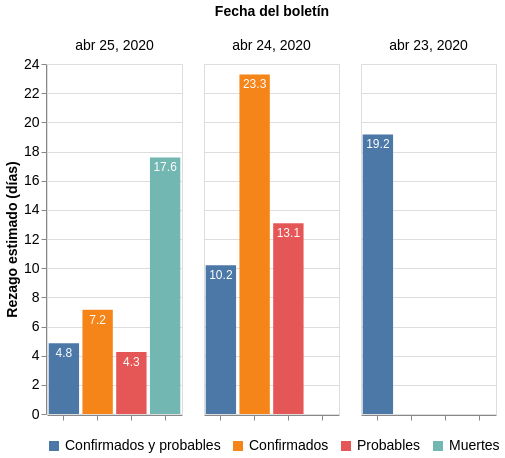 Fecha del boletín
abr 25, 2020 abr 24, 2020 abr 23, 2020
Rezago estimado (días)
24
22
20
18
16
14
12
10
8
6
4
2
0
4.8 7.2 4.3 17.6
10.2 23.3 13.1
19.2
Confirmados y probables Confirmados Probables Muertes